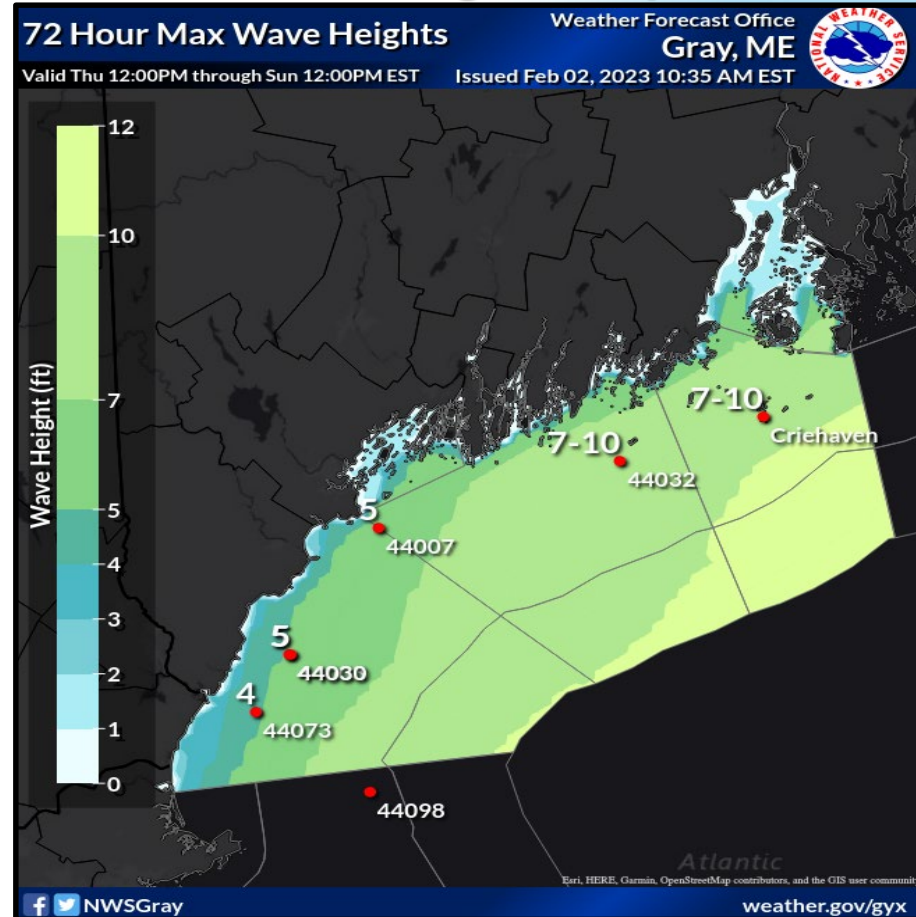 72 Hour Max Wave Heights
Weather Forecast Office
Gray, ME
Valid Thu 12:00PM through Sun 12:00PM EST
Issued Feb 02, 2023 10:35 AM EST
NATIONAL WEATHER SERVICE
Wave Height (ft)
12
10
7
5
4
3
2
1
0
7-10
Criehaven
7-10
44032
5
44007
5
44030
4
44073
44098
Atlantic
Esri, HERE, Garmin, OpenStreetMap contributors, and the GIS user community
NWSGray
weather.gov/gyx